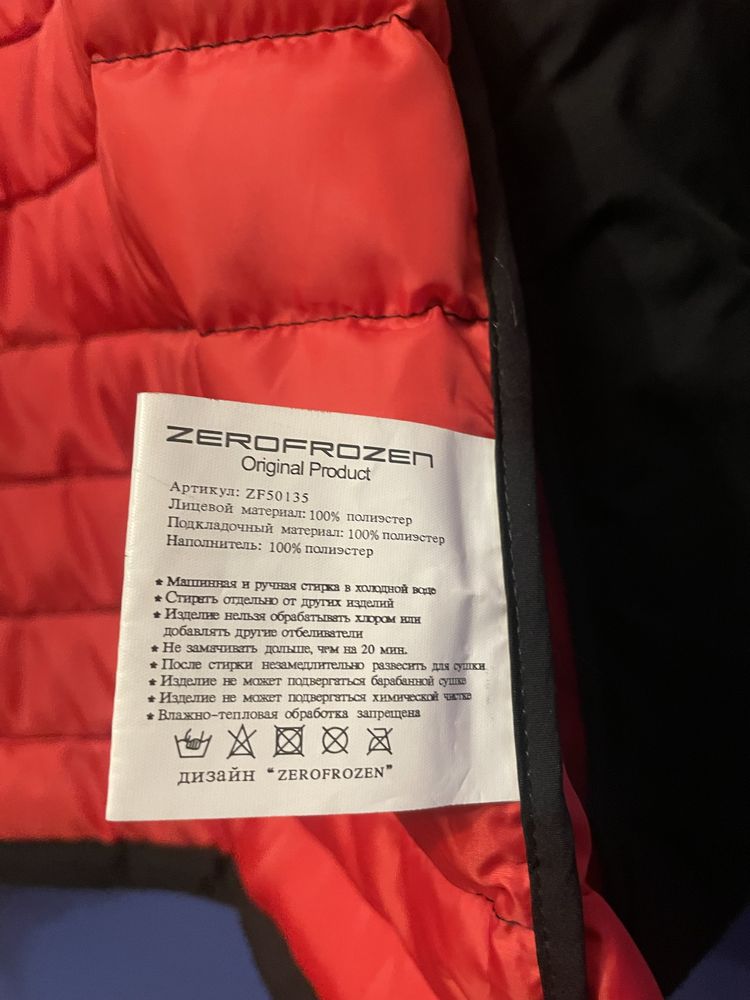 ZEROFROZEN
Original Product
Артикул: ZF50135
Лицевой материал: 100% полиэстер
Подкладочный материал: 100% полиэстер
Наполнитель: 100% полиэстер
★ Машинная и ручная стирка в холодной воде
★ Стирать отдельно от других изделий
★ Изделие нельзя обрабатывать хлором или
добавлять другие отбеливатели
★ Не замачивать дольше, чем на 20 мин.
★ После стирки незамедлительно развесить для сушки
★ Изделие не может подвергаться барабанной сушке
★ Изделие не может подвергаться химической чистке
★ Влажно-тепловая обработка запрещена
дизайн “ZEROFROZEN”